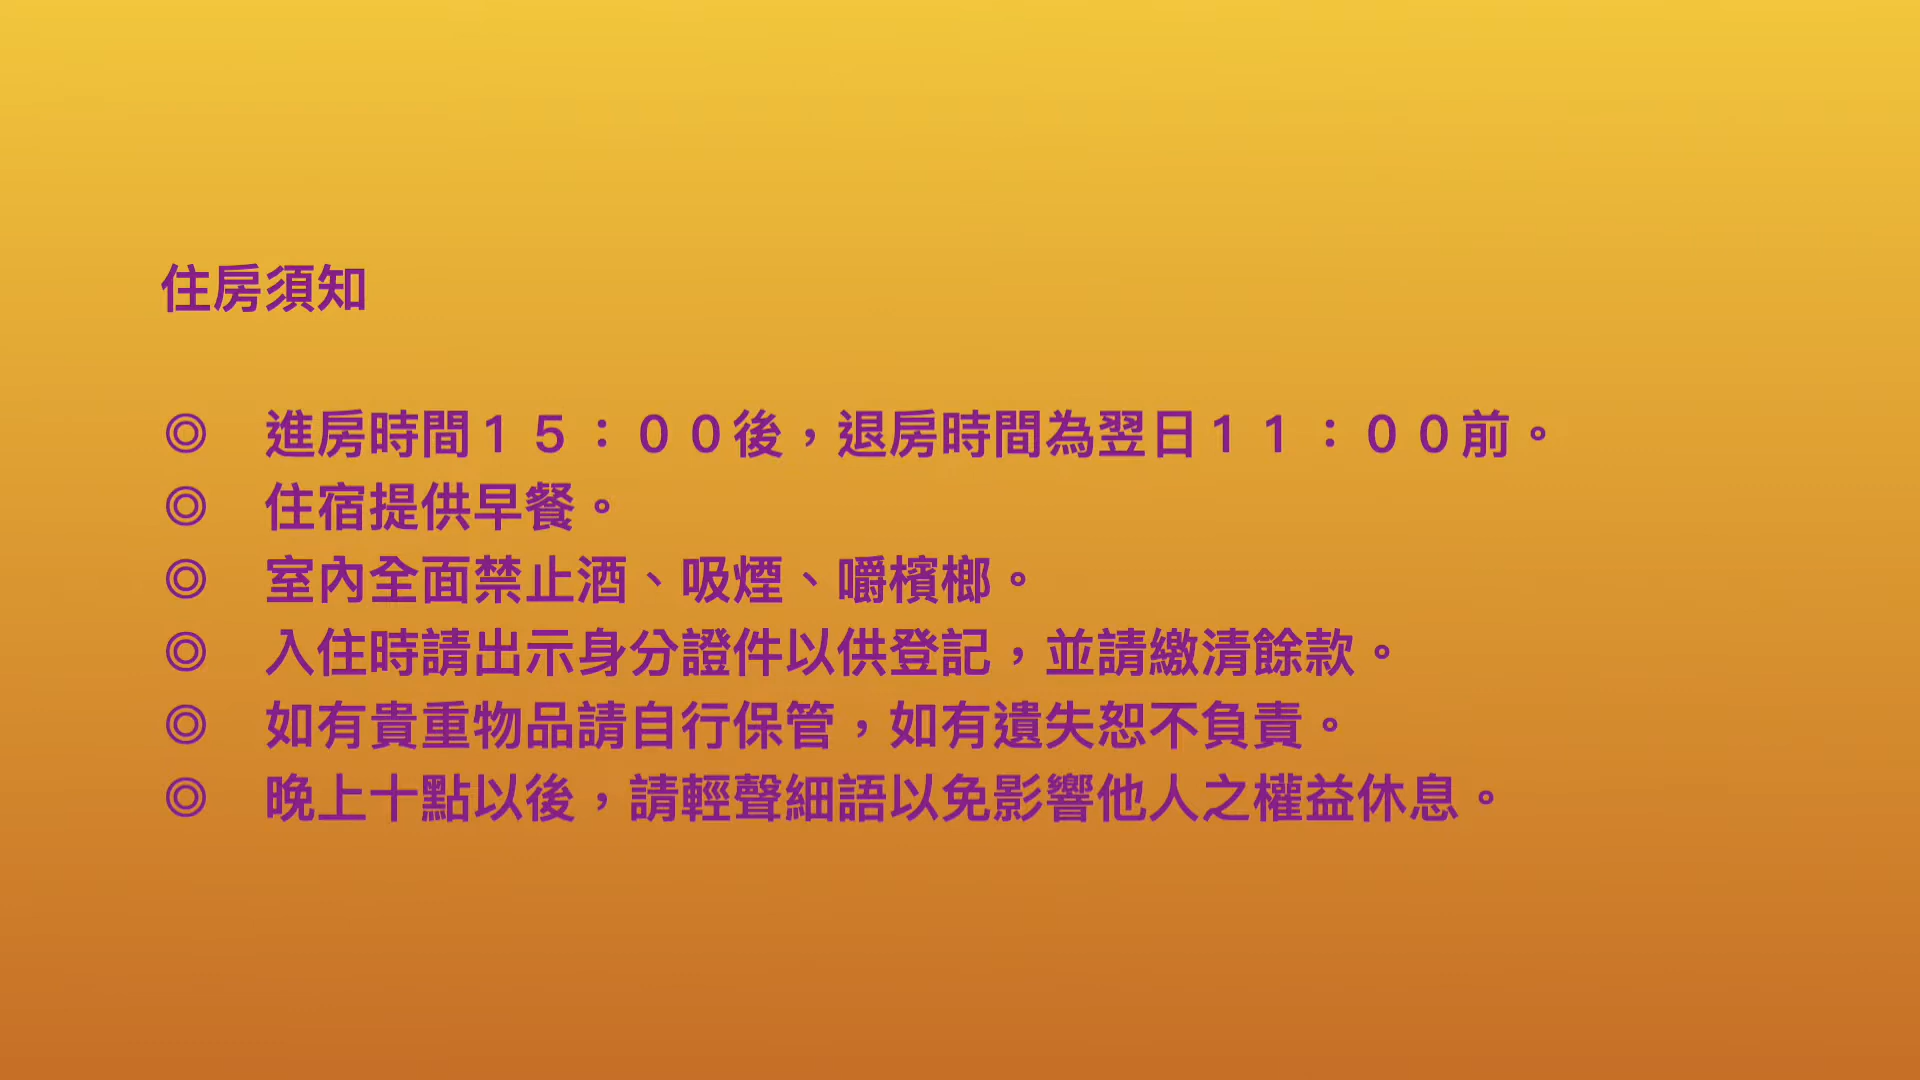 住房須知
◎　進房時間１５：００後，退房時間為翌日１１：００前。
◎　住宿提供早餐。
◎　室內全面禁止酒、吸煙、嚼檳榔。
◎　入住時請出示身分證件以供登記，並請繳清餘款。
◎　如有貴重物品請自行保管，如有遺失恕不負責。
◎　晚上十點以後，請輕聲細語以免影響他人之權益休息。